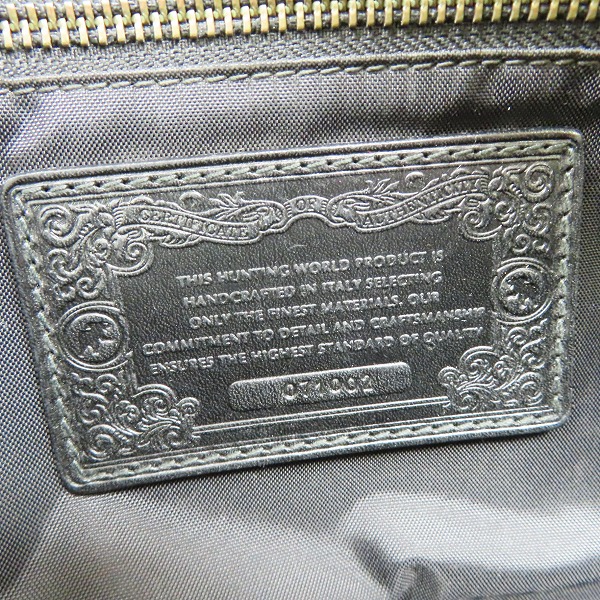 CERTIFICATE OF AUTHENTICITY
THIS HUNTING WORLD PRODUCT IS
HANDCRAFTED IN ITALY SELECTING
ONLY THE FINEST MATERIALS. OUR
COMMITMENT TO DETAIL AND CRAFTSMANSHIP
ENSURES THE HIGHEST STANDARD OF QUALITY
071002